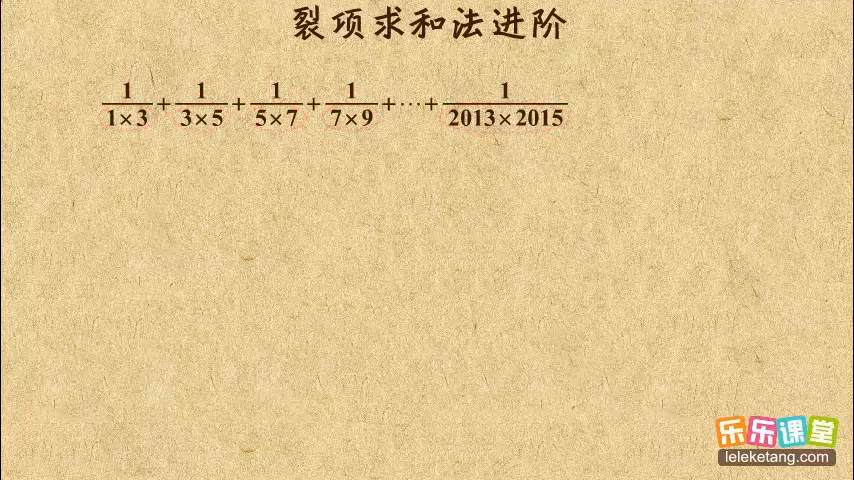 裂项求和法进阶
1/1×3 + 1/3×5 + 1/5×7 + 1/7×9 + ··· + 1/2013×2015
乐乐课堂
leleketang.com